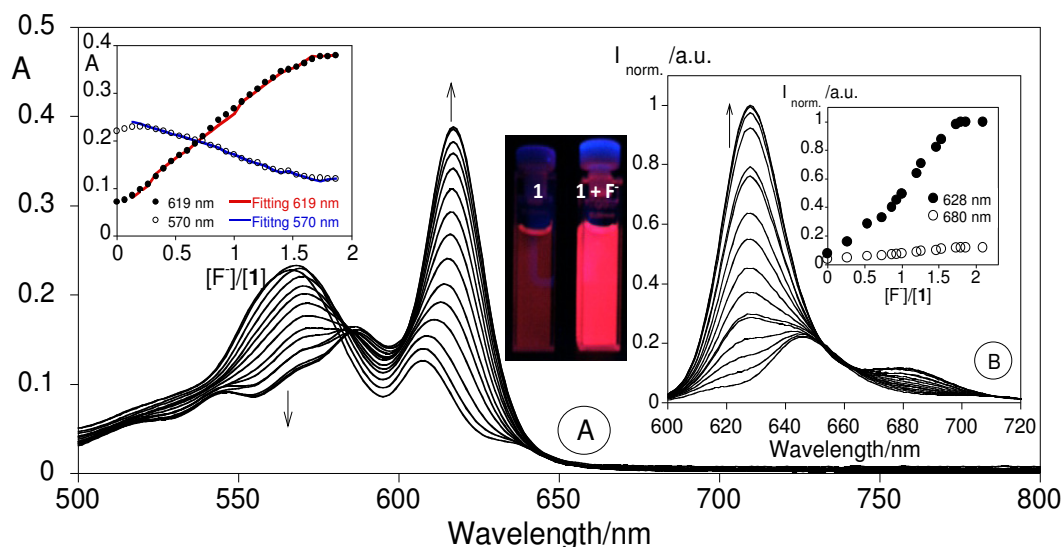 0.5
A
0.4
0.3
0.2
0.1
0
500
550
600
650
700
750
800
Wavelength/nm
A
0.4
A
0.3
0.2
0.1
0
0
0.5
1
1.5
2
[F-]/[1]
619 nm
Fitting 619 nm
570 nm
Fititng 570 nm
1
1 + F-
I norm. /a.u.
1
0.8
0.6
0.4
0.2
0
600
620
640
660
680
700
720
Wavelength/nm
B
I norm. /a.u.
1
0.8
0.6
0.4
0.2
0
0
0.5
1
1.5
2
[F-]/[1]
628 nm
680 nm